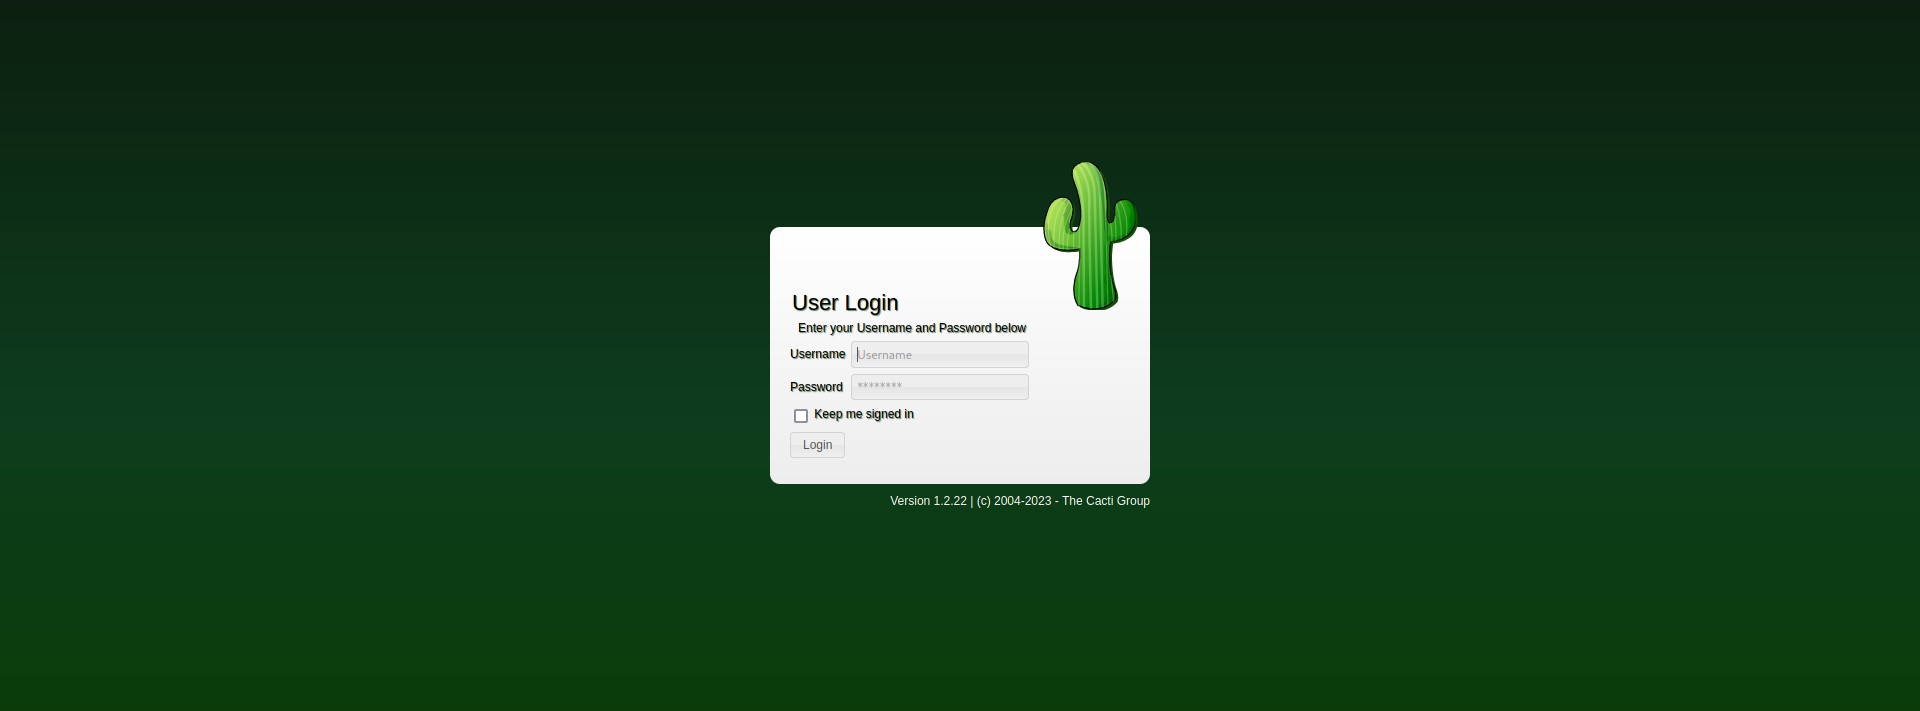 User Login
Enter your Username and Password below
Username Username
Password ********
Keep me signed in
Login
Version 1.2.22 | (c) 2004-2023 - The Cacti Group